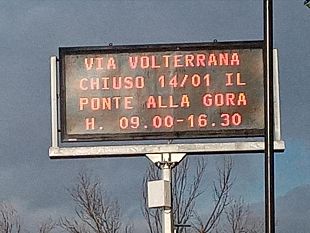 VIA VOLTERRANA
CHIUSO 14/01 IL
PONTE ALLA GORA
H. 09.00-16.30